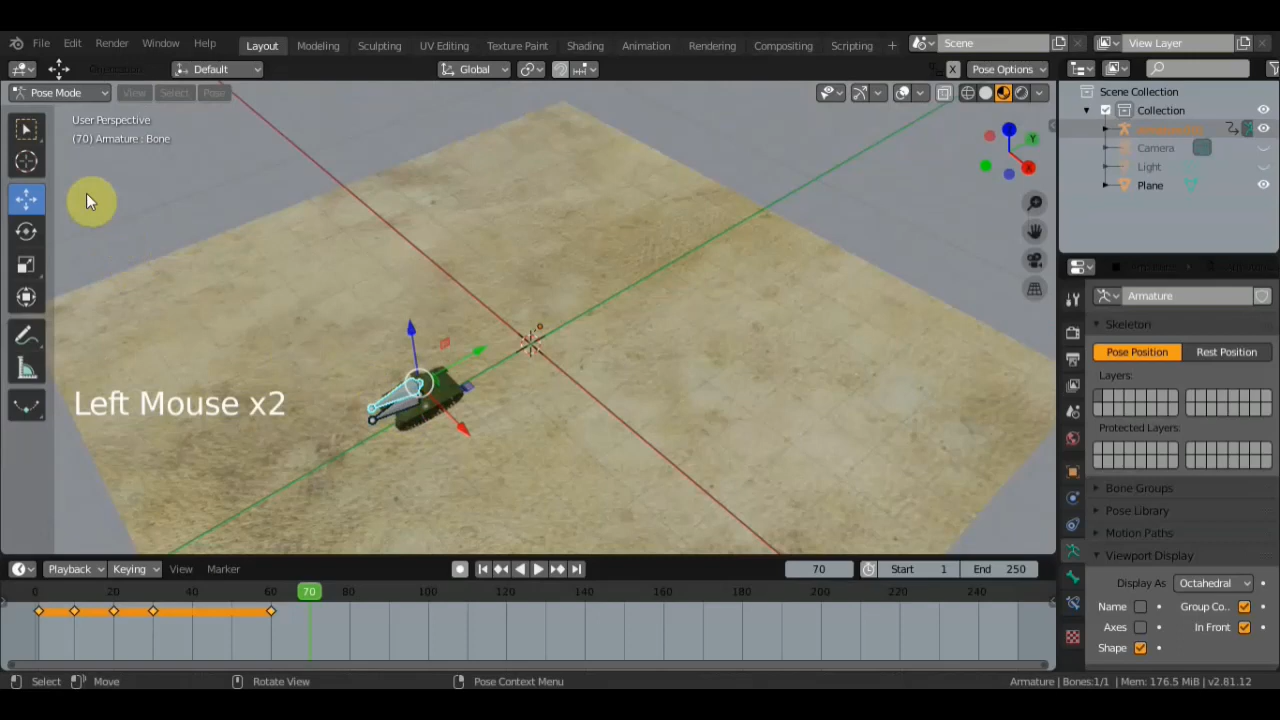 File Edit Render Window Help Layout Modeling Sculpting UV Editing Texture Paint Shading Animation Rendering Compositing Scripting + Scene View Layer
Orientation Default Global X Pose Options
Pose Mode View Select Pose
User Perspective
(70) Armature : Bone
Y
X
Scene Collection
Collection
Camera
Light
Plane
Left Mouse x2
Armature
Skeleton
Pose Position Rest Position
Layers:
Protected Layers:
Bone Groups
Pose Library
Motion Paths
Viewport Display
Display As Octahedral
Name Group Co..
Axes In Front
Shape
Playback Keying View Marker 70 Start 1 End 250
0 20 40 60 70 80 100 120 140 160 180 200 220 240
Select Move Rotate View Pose Context Menu Armature | Bones:1/1 | Mem: 176.5 MiB | v2.81.12